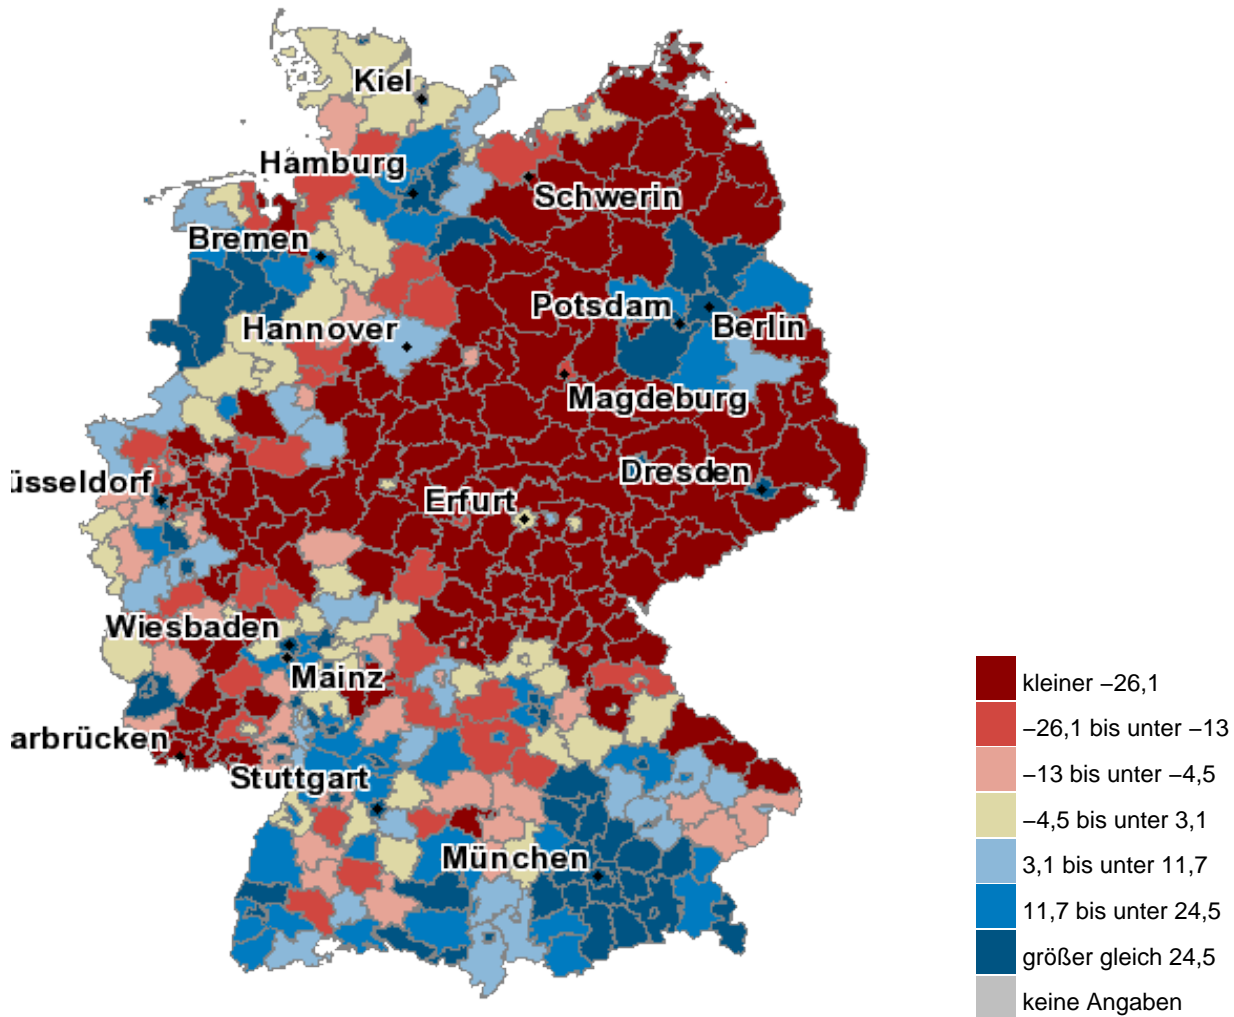 Kiel
Hamburg
Schwerin
Bremen
Potsdam
Berlin
Hannover
Magdeburg
üsseldorf
Dresden
Erfurt
Wiesbaden
Mainz
arbrücken
Stuttgart
München
kleiner −26,1
−26,1 bis unter −13
−13 bis unter −4,5
−4,5 bis unter 3,1
3,1 bis unter 11,7
11,7 bis unter 24,5
größer gleich 24,5
keine Angaben